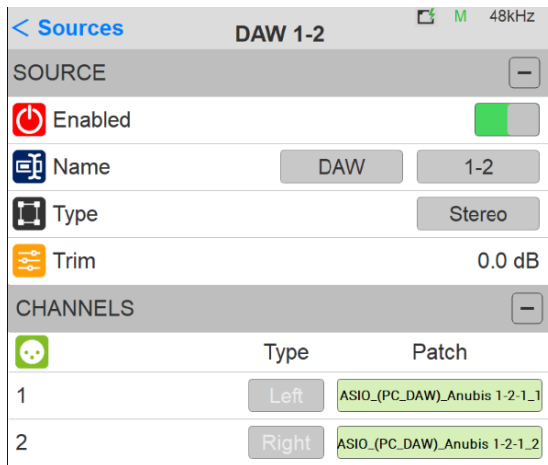 < Sources DAW 1-2 M 48kHz
SOURCE −
Enabled
Name DAW 1-2
Type Stereo
Trim 0.0 dB
CHANNELS −
Type Patch
1 Left ASIO_(PC_DAW)_Anubis 1-2-1_1
2 Right ASIO_(PC_DAW)_Anubis 1-2-1_2